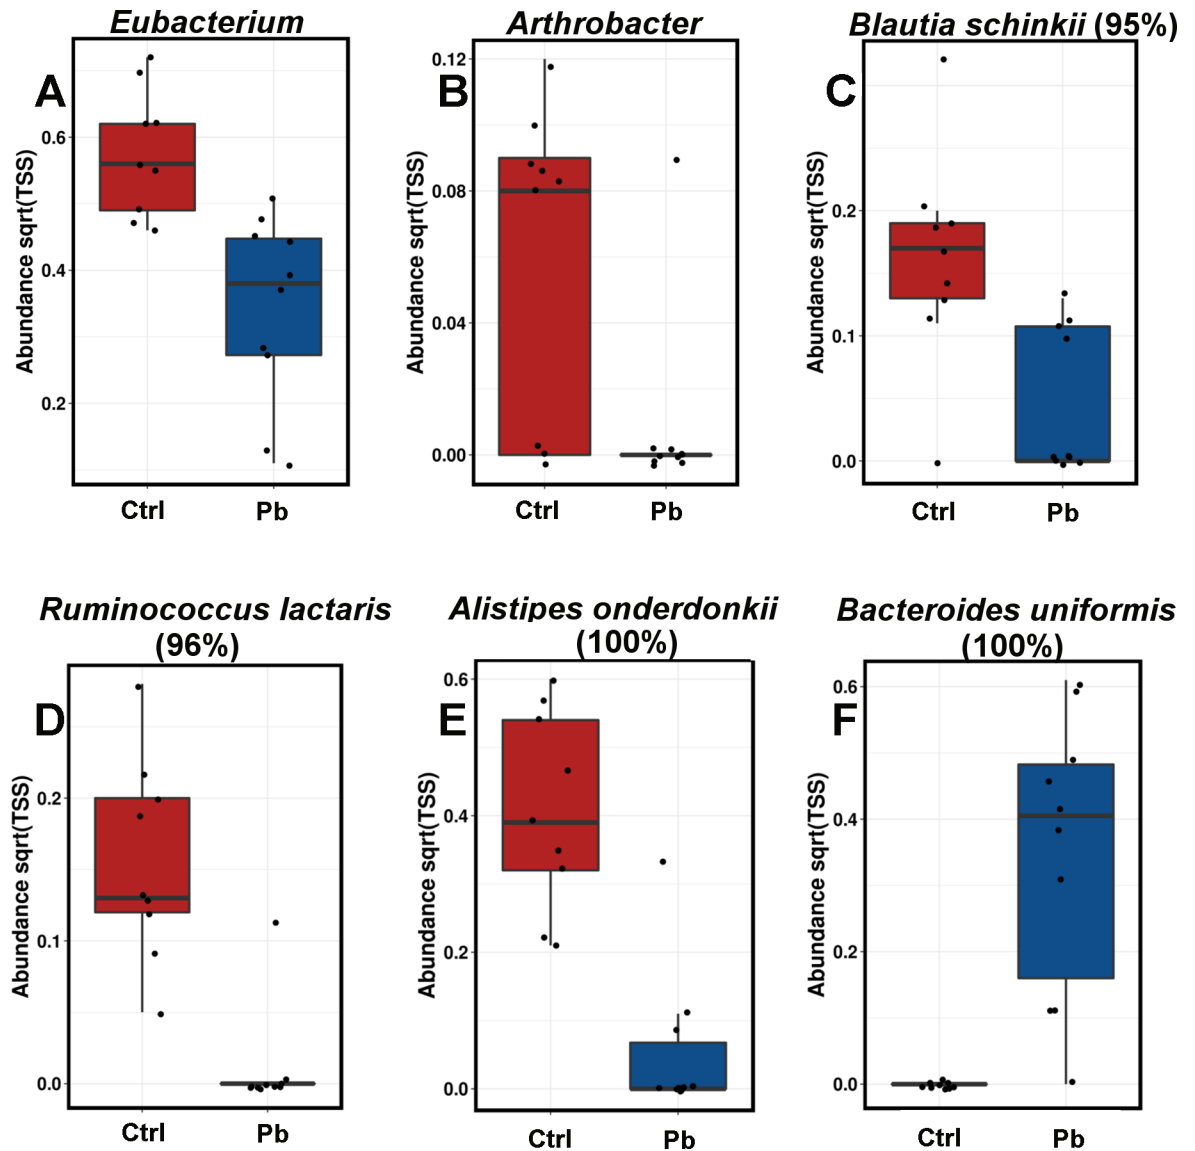 Eubacterium
Arthrobacter
Blautia schinkii (95%)
A
B
C
Abundance sqrt(TSS)
0.6
0.4
0.2
Ctrl
Pb
Abundance sqrt(TSS)
0.12
0.08
0.04
0.00
Ctrl
Pb
Abundance sqrt(TSS)
0.2
0.1
0.0
Ctrl
Pb
Ruminococcus lactaris
(96%)
Alistipes onderdonkii
(100%)
Bacteroides uniformis
(100%)
D
E
F
Abundance sqrt(TSS)
0.2
0.1
0.0
Ctrl
Pb
Abundance sqrt(TSS)
0.6
0.4
0.2
0.0
Ctrl
Pb
Abundance sqrt(TSS)
0.6
0.4
0.2
0.0
Ctrl
Pb